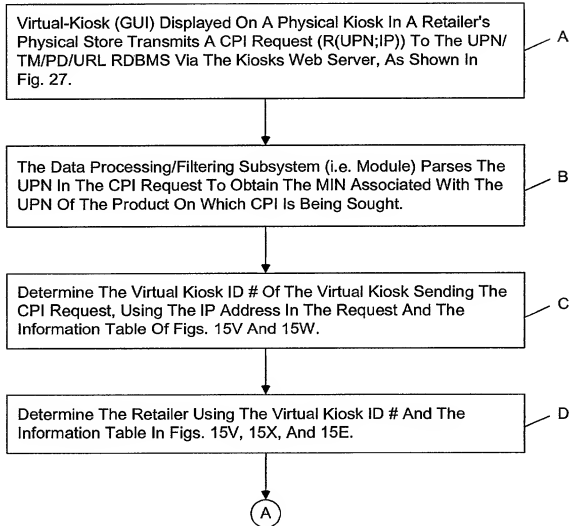 Virtual-Kiosk (GUI) Displayed On A Physical Kiosk In A Retailer's
Physical Store Transmits A CPI Request (R(UPN;IP)) To The UPN/
TM/PD/URL RDBMS Via The Kiosks Web Server, As Shown In
Fig. 27.
A
The Data Processing/Filtering Subsystem (i.e. Module) Parses The
UPN In The CPI Request To Obtain The MIN Associated With The
UPN Of The Product On Which CPI Is Being Sought.
B
Determine The Virtual Kiosk ID # Of The Virtual Kiosk Sending The
CPI Request, Using The IP Address In The Request And The
Information Table Of Figs. 15V And 15W.
C
Determine The Retailer Using The Virtual Kiosk ID # And The
Information Table In Figs. 15V, 15X, And 15E.
D
A